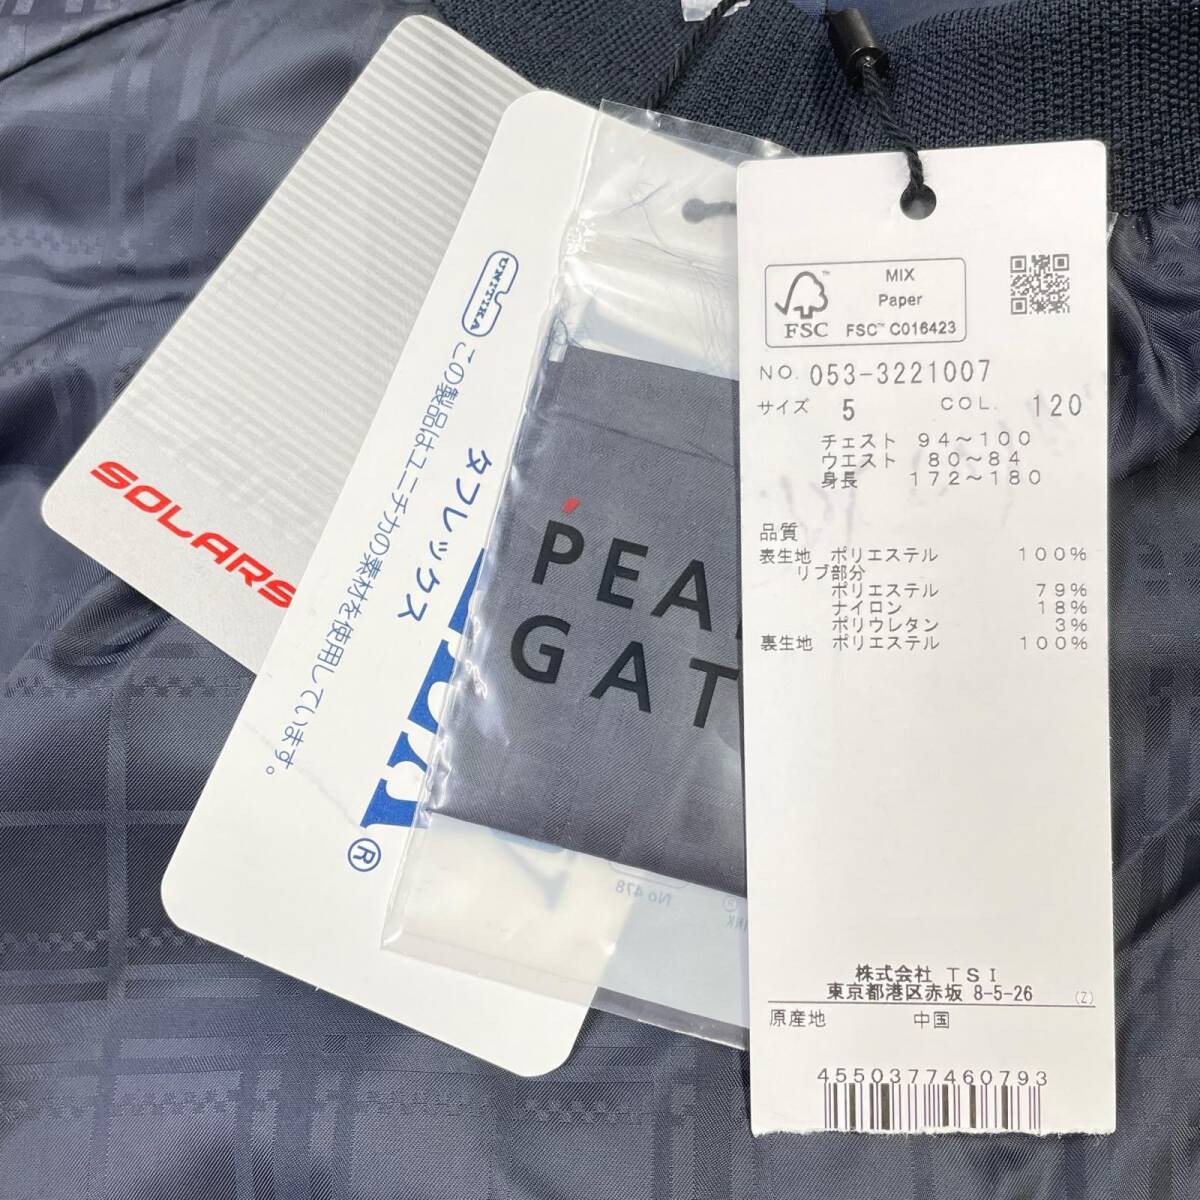 SOLARS
UNITIKA
この製品はユニチカの素材を使用しています。
タフレックス
®
PEA
GAT
No 478
MIX
Paper
FSC
FSC™ C016423
NO. 053-3221007
サイズ 5 COL. 120
チェスト 94～100
ウエスト 80～84
身長 172～180
品質
表生地 ポリエステル 100%
リブ部分
ポリエステル 79%
ナイロン 18%
ポリウレタン 3%
裏生地 ポリエステル 100%
株式会社 TSI
東京都港区赤坂 8-5-26 (Z)
原産地 中国
4550377460793